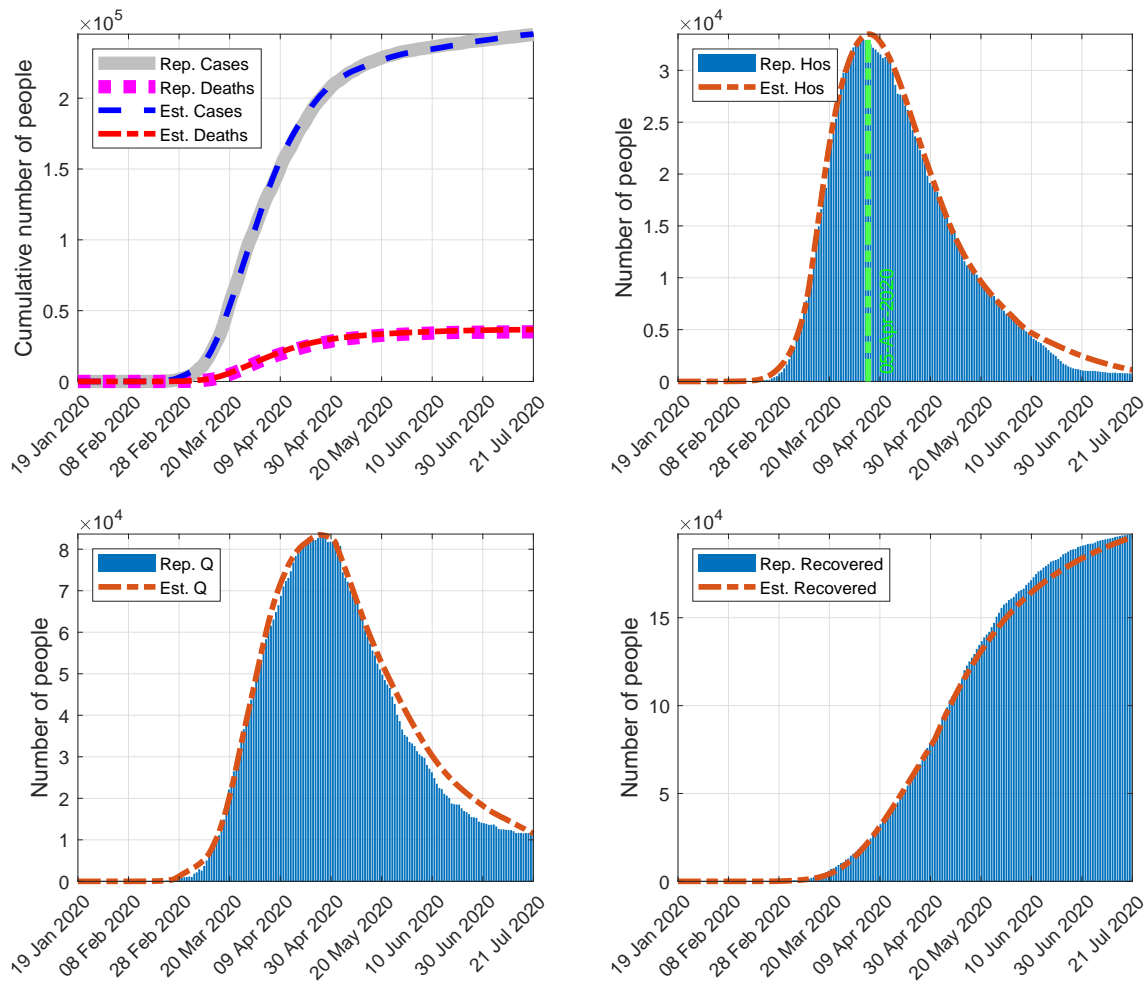 ×10⁵
Cumulative number of people
2
1.5
1
0.5
0
Rep. Cases
Rep. Deaths
Est. Cases
Est. Deaths
19 Jan 2020
08 Feb 2020
28 Feb 2020
20 Mar 2020
09 Apr 2020
30 Apr 2020
20 May 2020
10 Jun 2020
30 Jun 2020
21 Jul 2020
×10⁴
Number of people
3
2.5
2
1.5
1
0.5
0
Rep. Hos
Est. Hos
05-Apr-2020
19 Jan 2020
08 Feb 2020
28 Feb 2020
20 Mar 2020
09 Apr 2020
30 Apr 2020
20 May 2020
10 Jun 2020
30 Jun 2020
21 Jul 2020
×10⁴
Number of people
8
7
6
5
4
3
2
1
0
Rep. Q
Est. Q
19 Jan 2020
08 Feb 2020
28 Feb 2020
20 Mar 2020
09 Apr 2020
30 Apr 2020
20 May 2020
10 Jun 2020
30 Jun 2020
21 Jul 2020
×10⁴
Number of people
15
10
5
0
Rep. Recovered
Est. Recovered
19 Jan 2020
08 Feb 2020
28 Feb 2020
20 Mar 2020
09 Apr 2020
30 Apr 2020
20 May 2020
10 Jun 2020
30 Jun 2020
21 Jul 2020